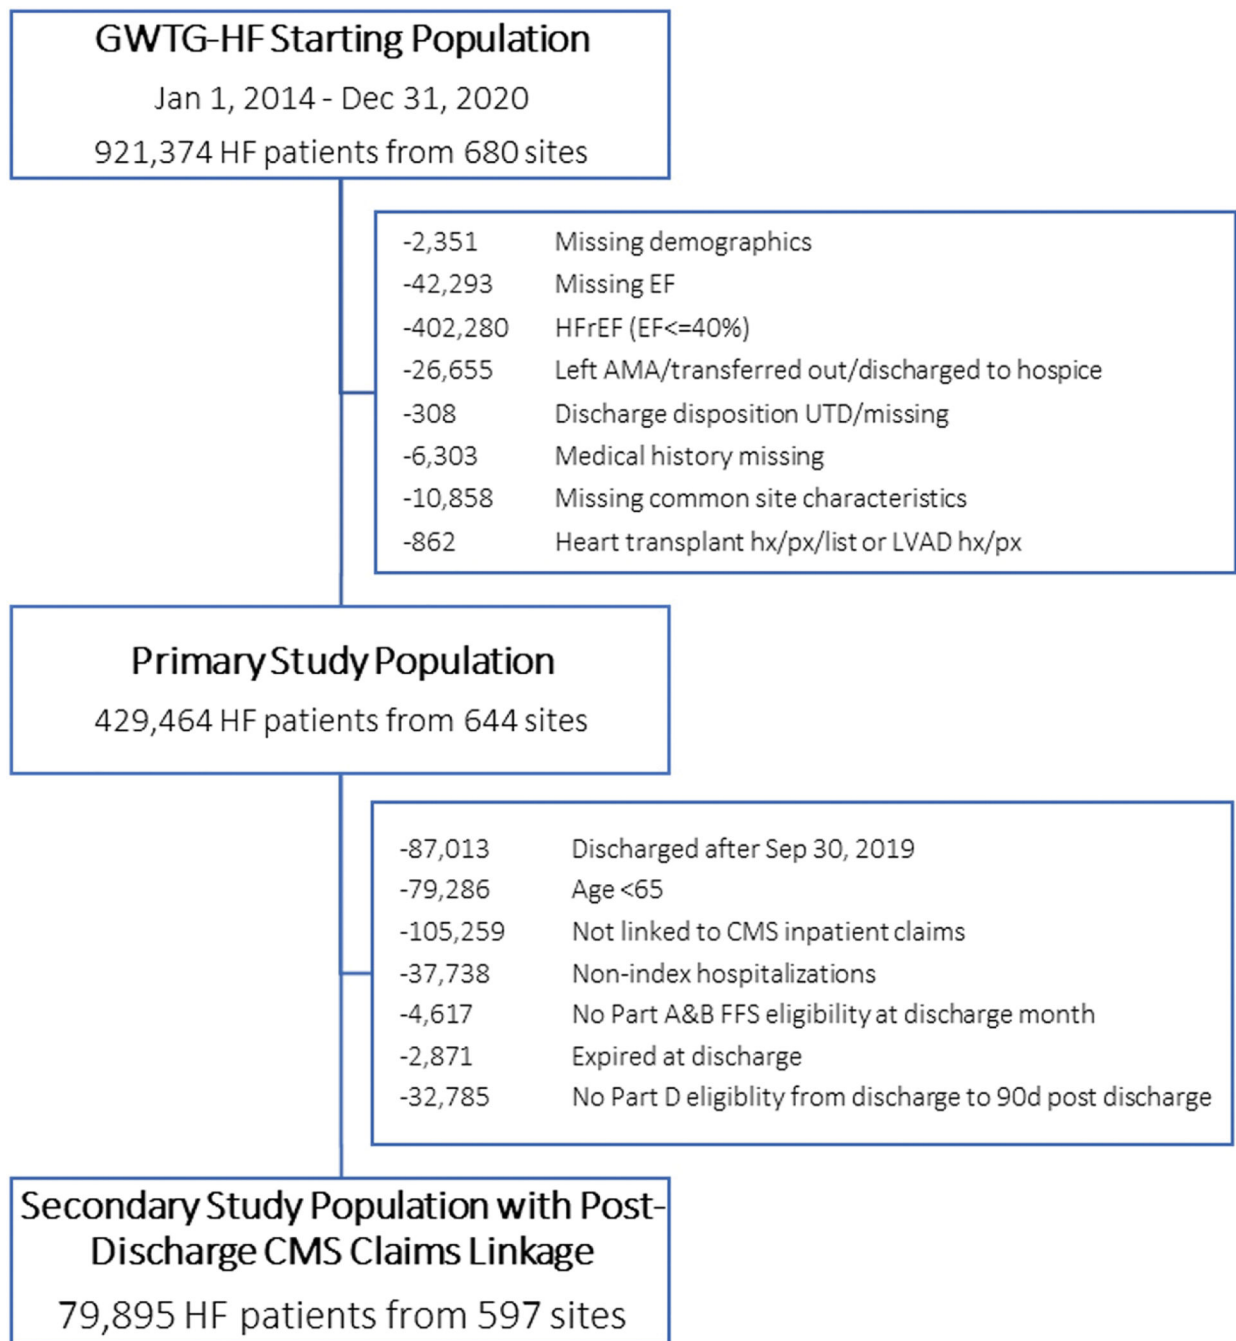 GWTG-HF Starting Population
Jan 1, 2014 - Dec 31, 2020
921,374 HF patients from 680 sites
-2,351 Missing demographics
-42,293 Missing EF
-402,280 HFrEF (EF<=40%)
-26,655 Left AMA/transferred out/discharged to hospice
-308 Discharge disposition UTD/missing
-6,303 Medical history missing
-10,858 Missing common site characteristics
-862 Heart transplant hx/px/list or LVAD hx/px
Primary Study Population
429,464 HF patients from 644 sites
-87,013 Discharged after Sep 30, 2019
-79,286 Age <65
-105,259 Not linked to CMS inpatient claims
-37,738 Non-index hospitalizations
-4,617 No Part A&B FFS eligibility at discharge month
-2,871 Expired at discharge
-32,785 No Part D eligiblity from discharge to 90d post discharge
Secondary Study Population with Post-
Discharge CMS Claims Linkage
79,895 HF patients from 597 sites